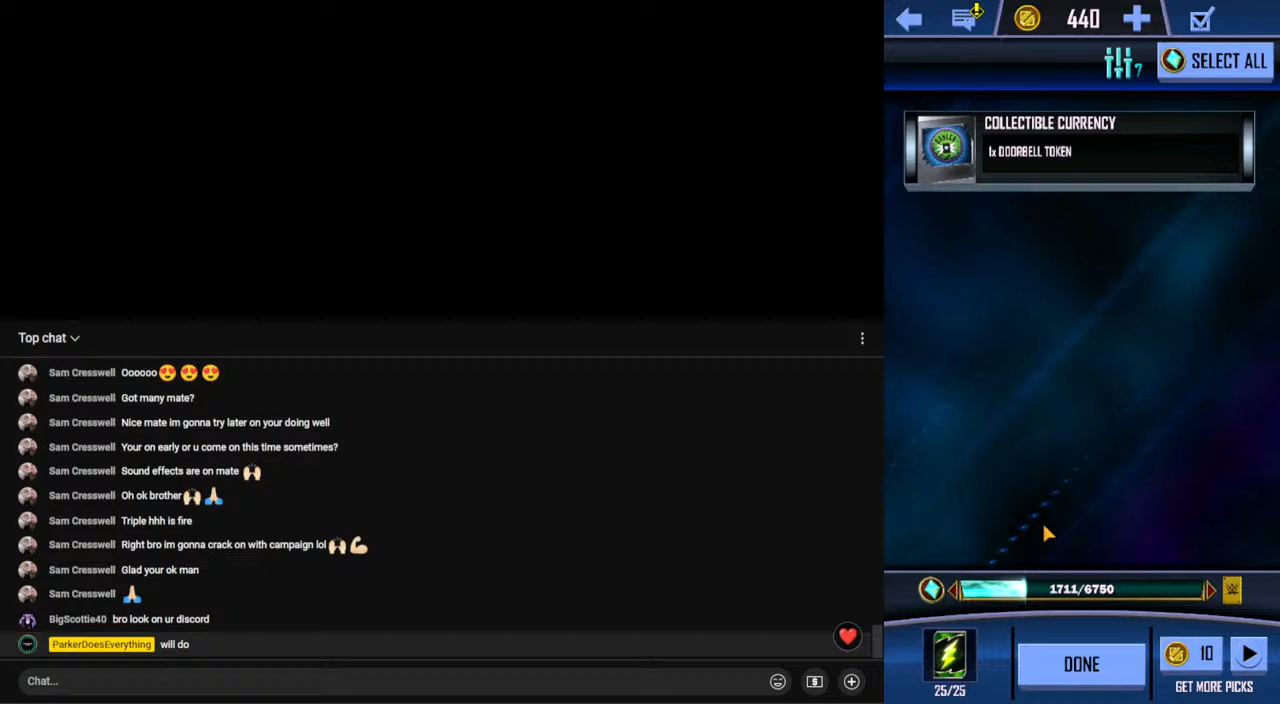 440
7
SELECT ALL
COLLECTIBLE CURRENCY
1x DOORBELL TOKEN
Top chat
Sam Cresswell Oooooo😍😍😍
Sam Cresswell Got many mate?
Sam Cresswell Nice mate im gonna try later on your doing well
Sam Cresswell Your on early or u come on this time sometimes?
Sam Cresswell Sound effects are on mate 🙌🏻
Sam Cresswell Oh ok brother🙌🏻🙏🏻
Sam Cresswell Triple hhh is fire
Sam Cresswell Right bro im gonna crack on with campaign lol🙌🏻💪🏻
Sam Cresswell Glad your ok man
Sam Cresswell 🙏🏻
BigScottie40 bro look on ur discord
ParkerDoesEverything will do
Chat...
1711/6750
25/25
DONE
10
GET MORE PICKS